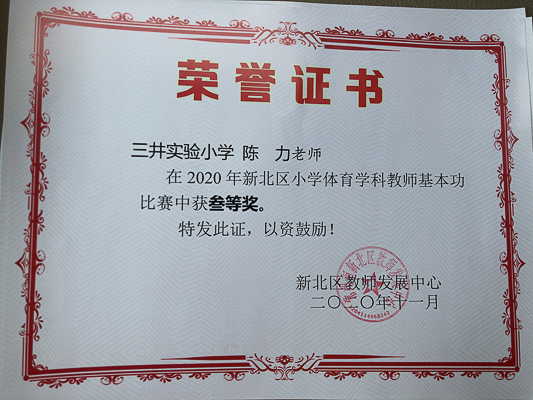 荣誉证书
三井实验小学 陈 力老师
在 2020 年新北区小学体育学科教师基本功
比赛中获叁等奖。
特发此证，以资鼓励！
新北区教师发展中心
二〇二〇年十一月